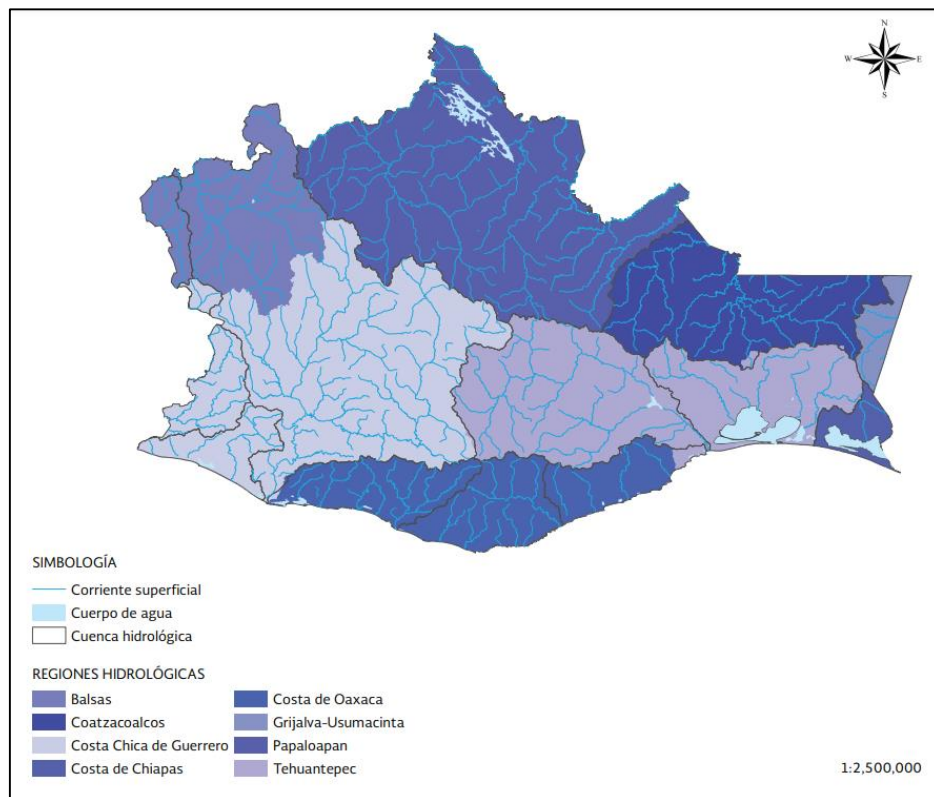 N
W E
S
SIMBOLOGÍA
Corriente superficial
Cuerpo de agua
Cuenca hidrológica
REGIONES HIDROLÓGICAS
Balsas
Coatzacoalcos
Costa Chica de Guerrero
Costa de Chiapas
Costa de Oaxaca
Grijalva-Usumacinta
Papaloapan
Tehuantepec
1:2,500,000